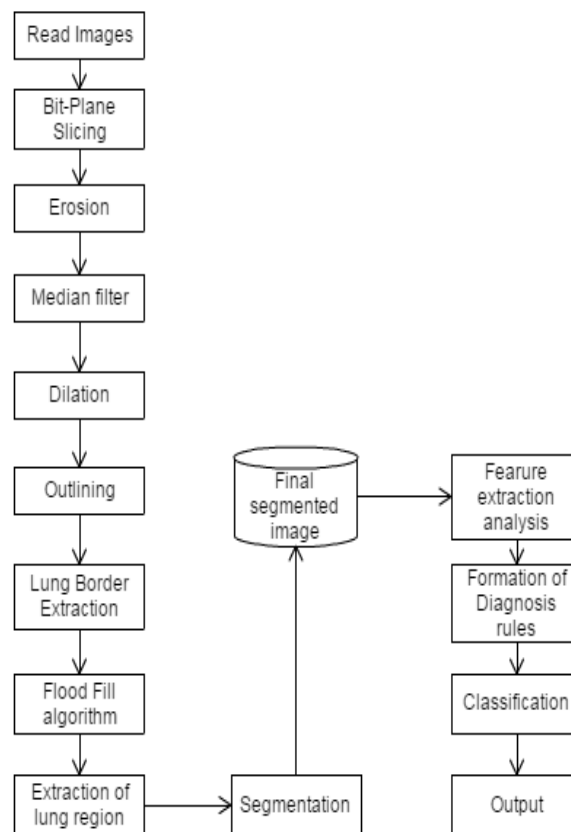 Read Images
Bit-Plane
Slicing
Erosion
Median filter
Dilation
Outlining
Lung Border
Extraction
Flood Fill
algorithm
Extraction of
lung region
Segmentation
Final
segmented
image
Fearure
extraction
analysis
Formation of
Diagnosis
rules
Classification
Output